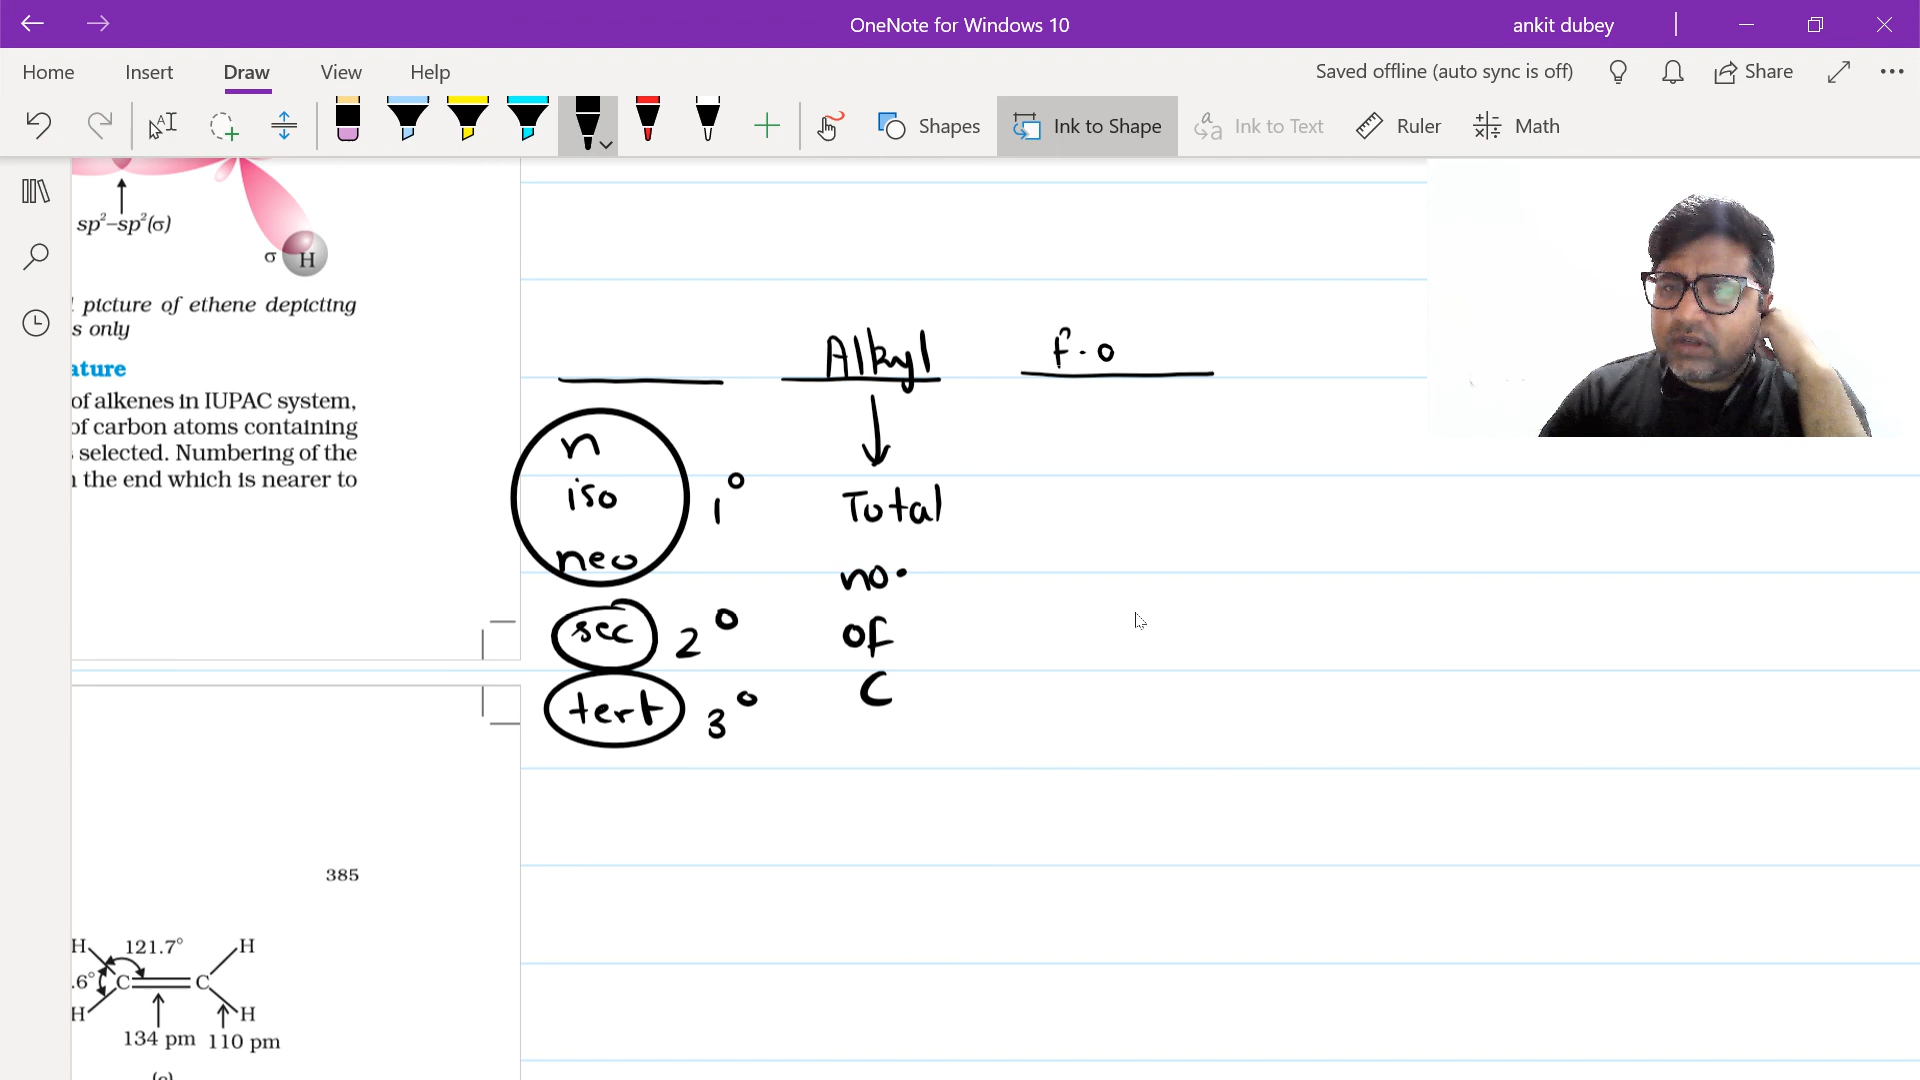 OneNote for Windows 10
ankit dubey
Home Insert Draw View Help
Saved offline (auto sync is off) Share
Shapes Ink to Shape Ink to Text Ruler Math
sp²–sp²(σ)
σ H
picture of ethene depicting
s only
ature
of alkenes in IUPAC system,
of carbon atoms containing
selected. Numbering of the
the end which is nearer to
385
H 121.7° H
.6° C C
H H
134 pm 110 pm
Alkyl f.
n
iso 1° Total
neo no.
sec 2° of
tert 3° C